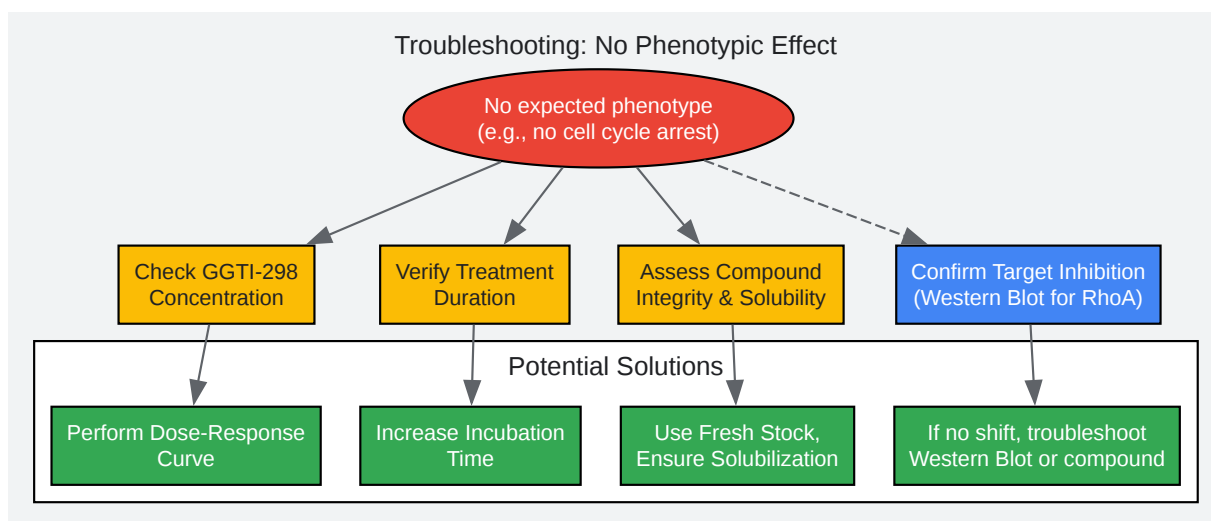 Troubleshooting: No Phenotypic Effect
No expected phenotype
(e.g., no cell cycle arrest)
Check GGTI-298
Concentration
Verify Treatment
Duration
Assess Compound
Integrity & Solubility
Confirm Target Inhibition
(Western Blot for RhoA)
Potential Solutions
Perform Dose-Response
Curve
Increase Incubation
Time
Use Fresh Stock,
Ensure Solubilization
If no shift, troubleshoot
Western Blot or compound